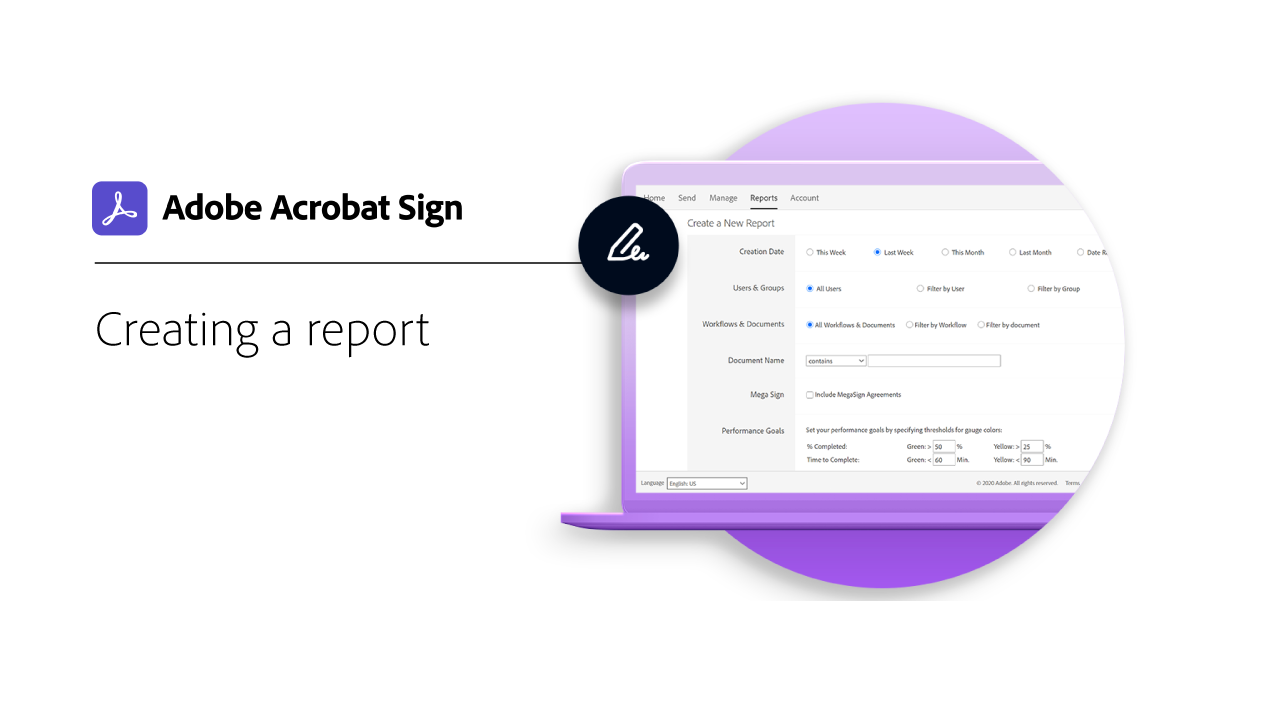 Adobe Acrobat Sign
Creating a report
Home Send Manage Reports Account
Create a New Report
Creation Date This Week Last Week This Month Last Month Date
Users & Groups All Users Filter by User Filter by Group
Workflows & Documents All Workflows & Documents Filter by Workflow Filter by document
Document Name contains
Mega Sign Include MegaSign Agreements
Performance Goals Set your performance goals by specifying thresholds for gauge colors:
% Completed: Green: > 50 % Yellow: > 25 %
Time to Complete: Green: < 60 Min. Yellow: < 90 Min.
Language English: US © 2020 Adobe. All rights reserved. Terms